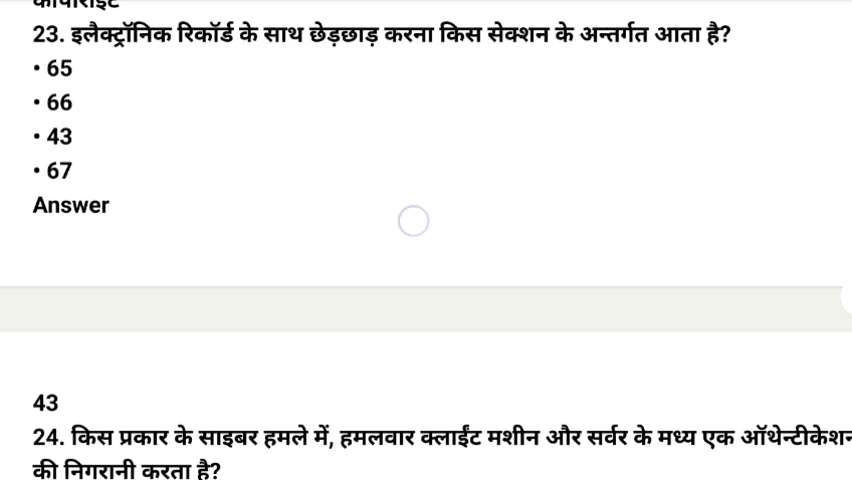 कॉपीराइट
23. इलैक्ट्रॉनिक रिकॉर्ड के साथ छेड़छाड़ करना किस सेक्शन के अन्तर्गत आता है?
• 65
• 66
• 43
• 67
Answer
43
24. किस प्रकार के साइबर हमले में, हमलवार क्लाईंट मशीन और सर्वर के मध्य एक ऑथेन्टीकेशन
की निगरानी करता है?